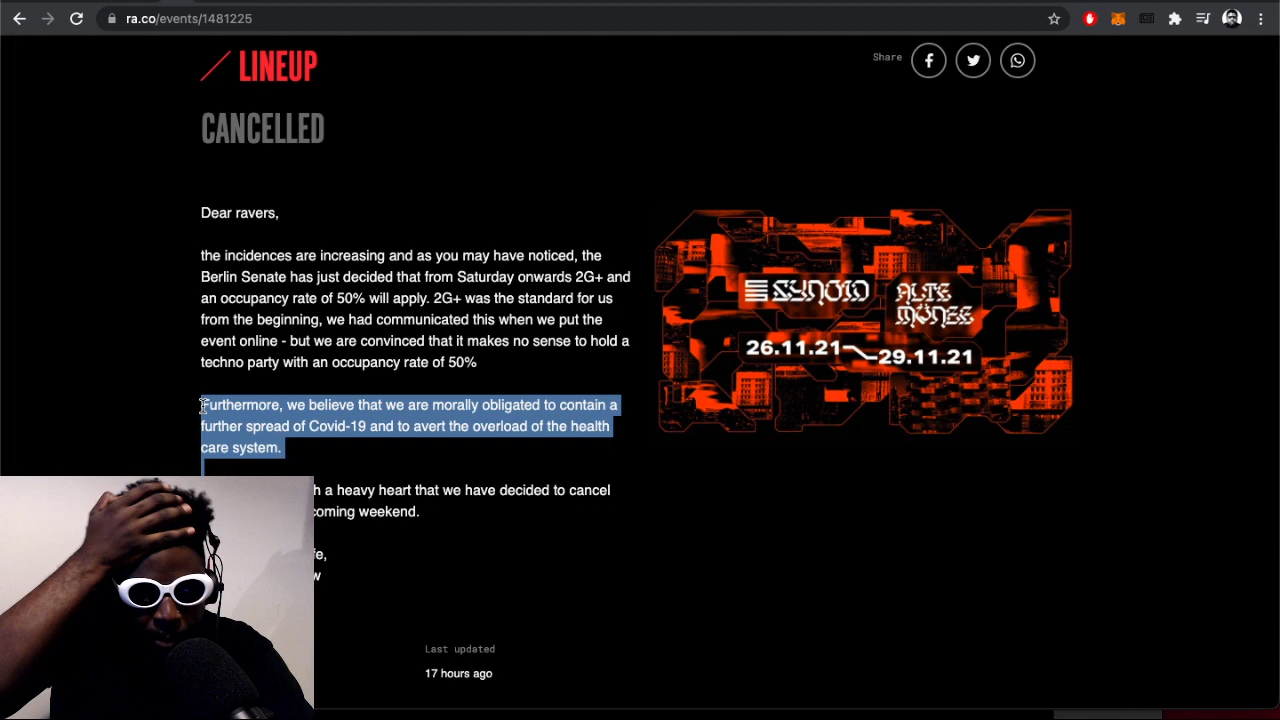 ra.co/events/1481225
LINEUP
Share
CANCELLED
Dear ravers,
the incidences are increasing and as you may have noticed, the
Berlin Senate has just decided that from Saturday onwards 2G+ and
an occupancy rate of 50% will apply. 2G+ was the standard for us
from the beginning, we had communicated this when we put the
event online - but we are convinced that it makes no sense to hold a
techno party with an occupancy rate of 50%
Furthermore, we believe that we are morally obligated to contain a
further spread of Covid-19 and to avert the overload of the health
care system.
h a heavy heart that we have decided to cancel
coming weekend.
fe,
w
SYNOID
ALTE
MÜNZE
26.11.21
29.11.21
Last updated
17 hours ago